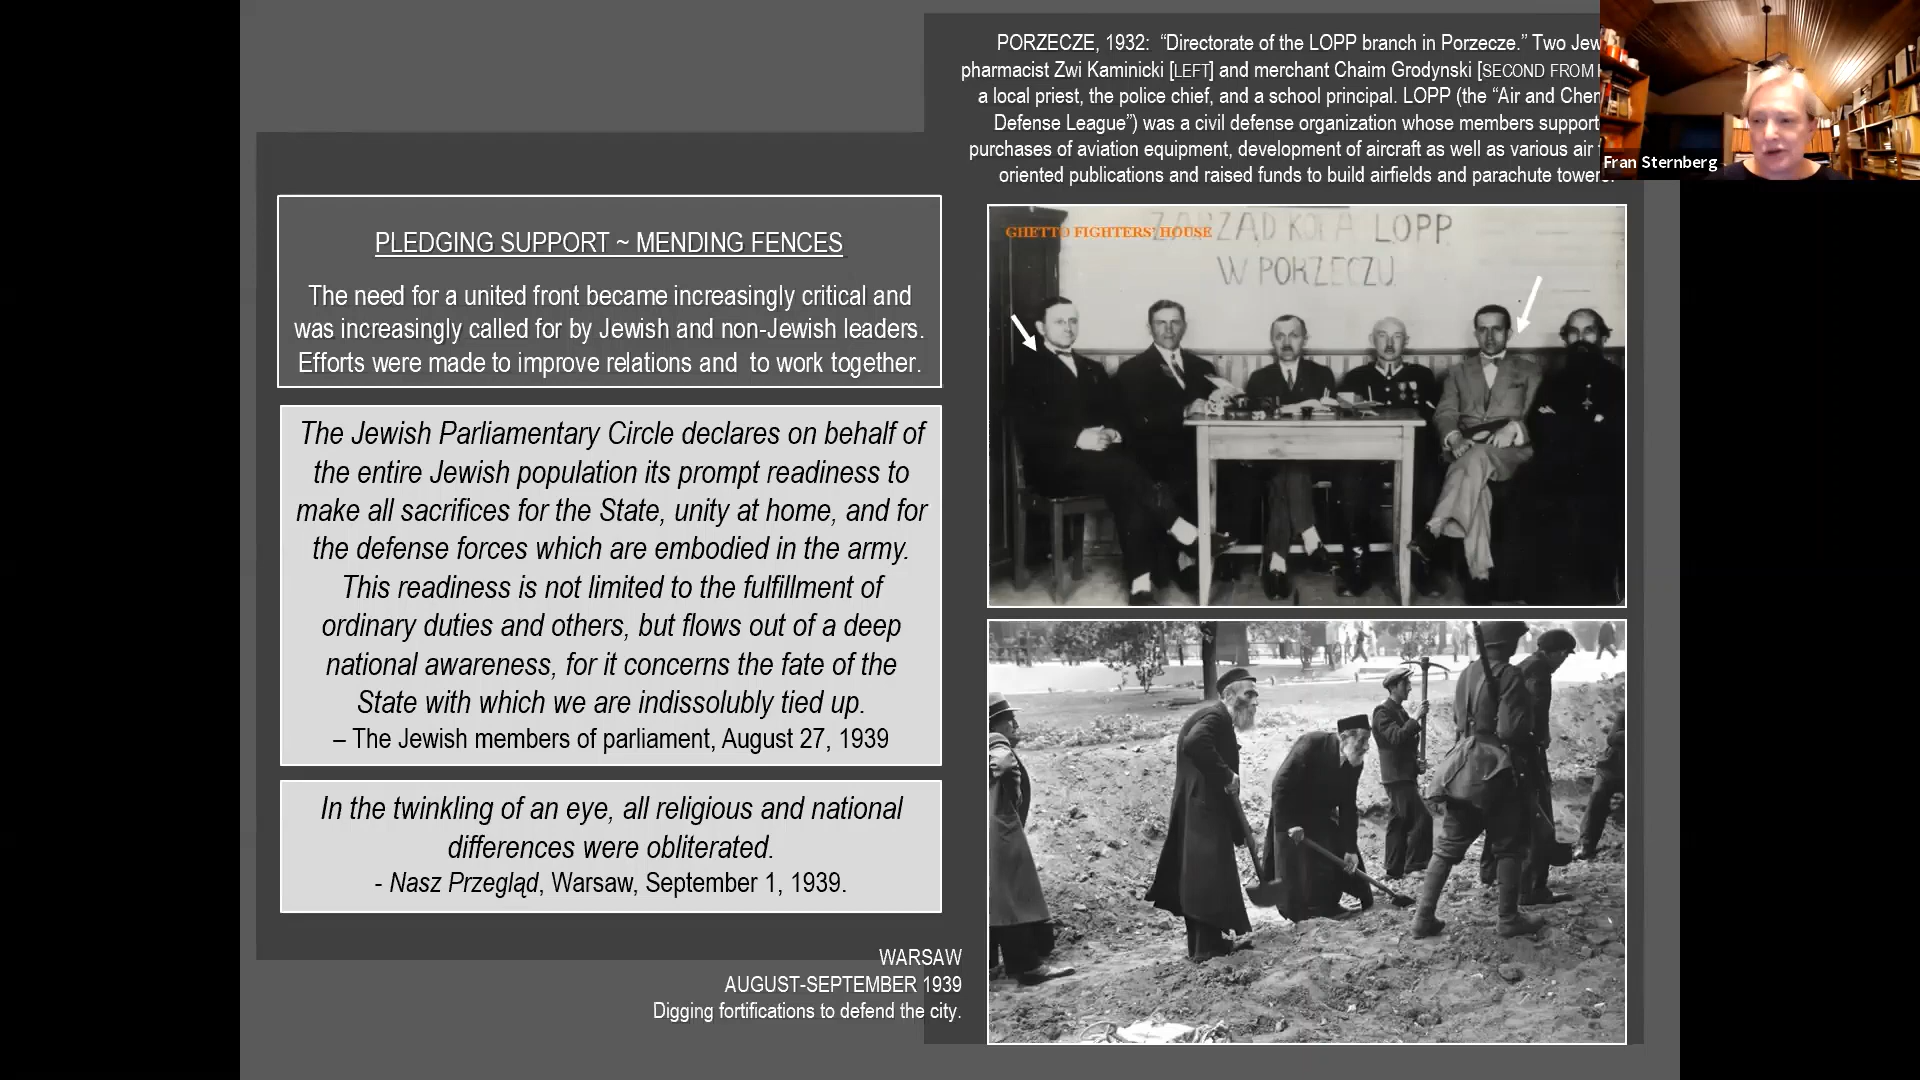 PORZECZE, 1932: “Directorate of the LOPP branch in Porzecze.” Two
pharmacist Zwi Kaminicki [LEFT] and merchant Chaim Grodynski [SECOND FROM
a local priest, the police chief, and a school principal. LOPP (the “Air and
Defense League”) was a civil defense organization whose members
purchases of aviation equipment, development of aircraft as well as various air
oriented publications and raised funds to build airfields and parachute towers.
Fran Sternberg
PLEDGING SUPPORT ~ MENDING FENCES
The need for a united front became increasingly critical and
was increasingly called for by Jewish and non-Jewish leaders.
Efforts were made to improve relations and to work together.
The Jewish Parliamentary Circle declares on behalf of
the entire Jewish population its prompt readiness to
make all sacrifices for the State, unity at home, and for
the defense forces which are embodied in the army.
This readiness is not limited to the fulfillment of
ordinary duties and others, but flows out of a deep
national awareness, for it concerns the fate of the
State with which we are indissolubly tied up.
– The Jewish members of parliament, August 27, 1939
In the twinkling of an eye, all religious and national
differences were obliterated.
- Nasz Przegląd, Warsaw, September 1, 1939.
GHETTO FIGHTERS' HOUSE
ZARZĄD KOŁA LOPP
W PORZECZU
WARSAW
AUGUST-SEPTEMBER 1939
Digging fortifications to defend the city.